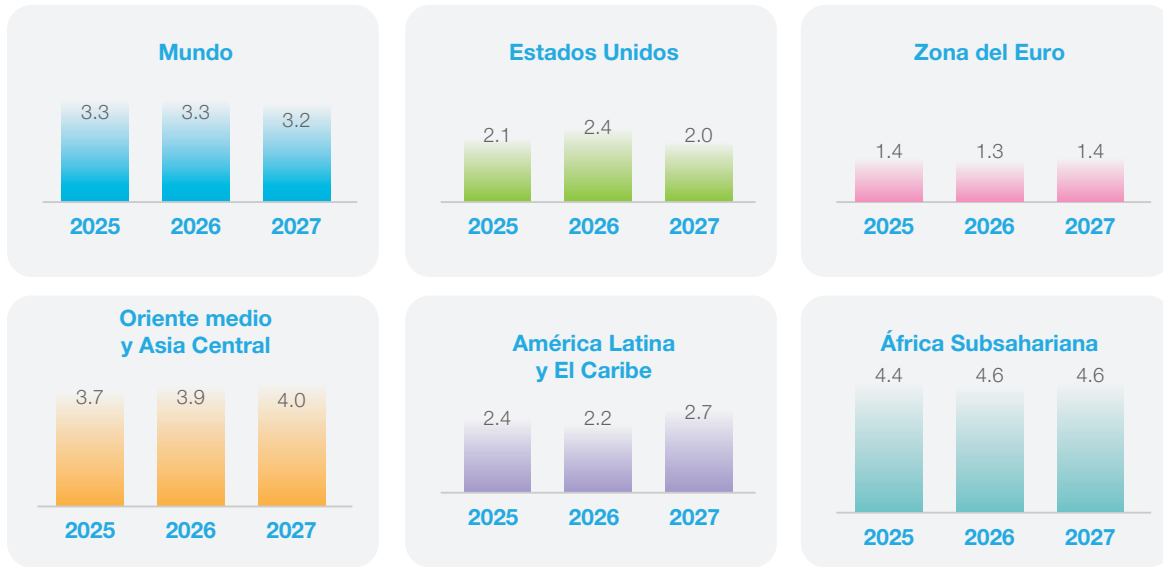 Mundo
3.3 3.3 3.2
2025 2026 2027
Estados Unidos
2.1 2.4 2.0
2025 2026 2027
Zona del Euro
1.4 1.3 1.4
2025 2026 2027
Oriente medio
y Asia Central
3.7 3.9 4.0
2025 2026 2027
América Latina
y El Caribe
2.4 2.2 2.7
2025 2026 2027
África Subsahariana
4.4 4.6 4.6
2025 2026 2027